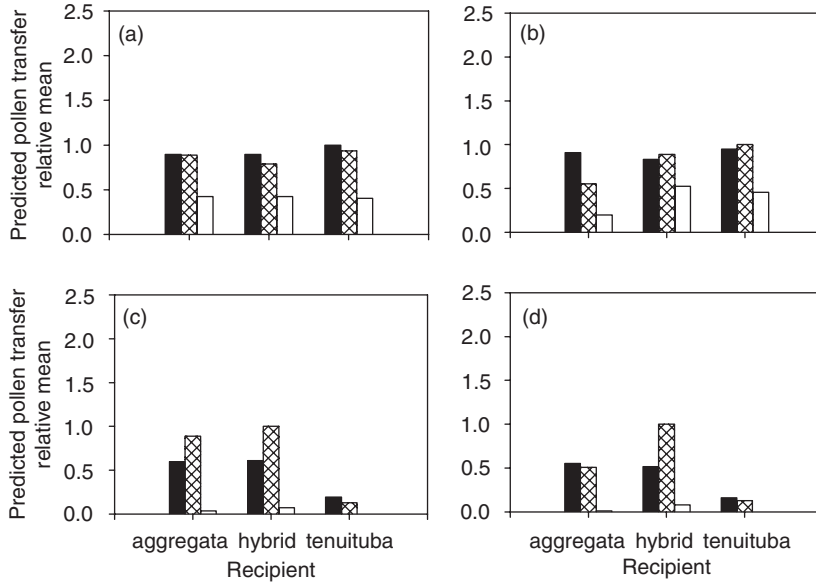 Predicted pollen transfer
relative mean
(a)
2.5
2.0
1.5
1.0
0.5
0.0
(b)
2.5
2.0
1.5
1.0
0.5
0.0
Predicted pollen transfer
relative mean
(c)
2.5
2.0
1.5
1.0
0.5
0.0
aggregata hybrid tenuituba
Recipient
(d)
2.5
2.0
1.5
1.0
0.5
0.0
aggregata hybrid tenuituba
Recipient